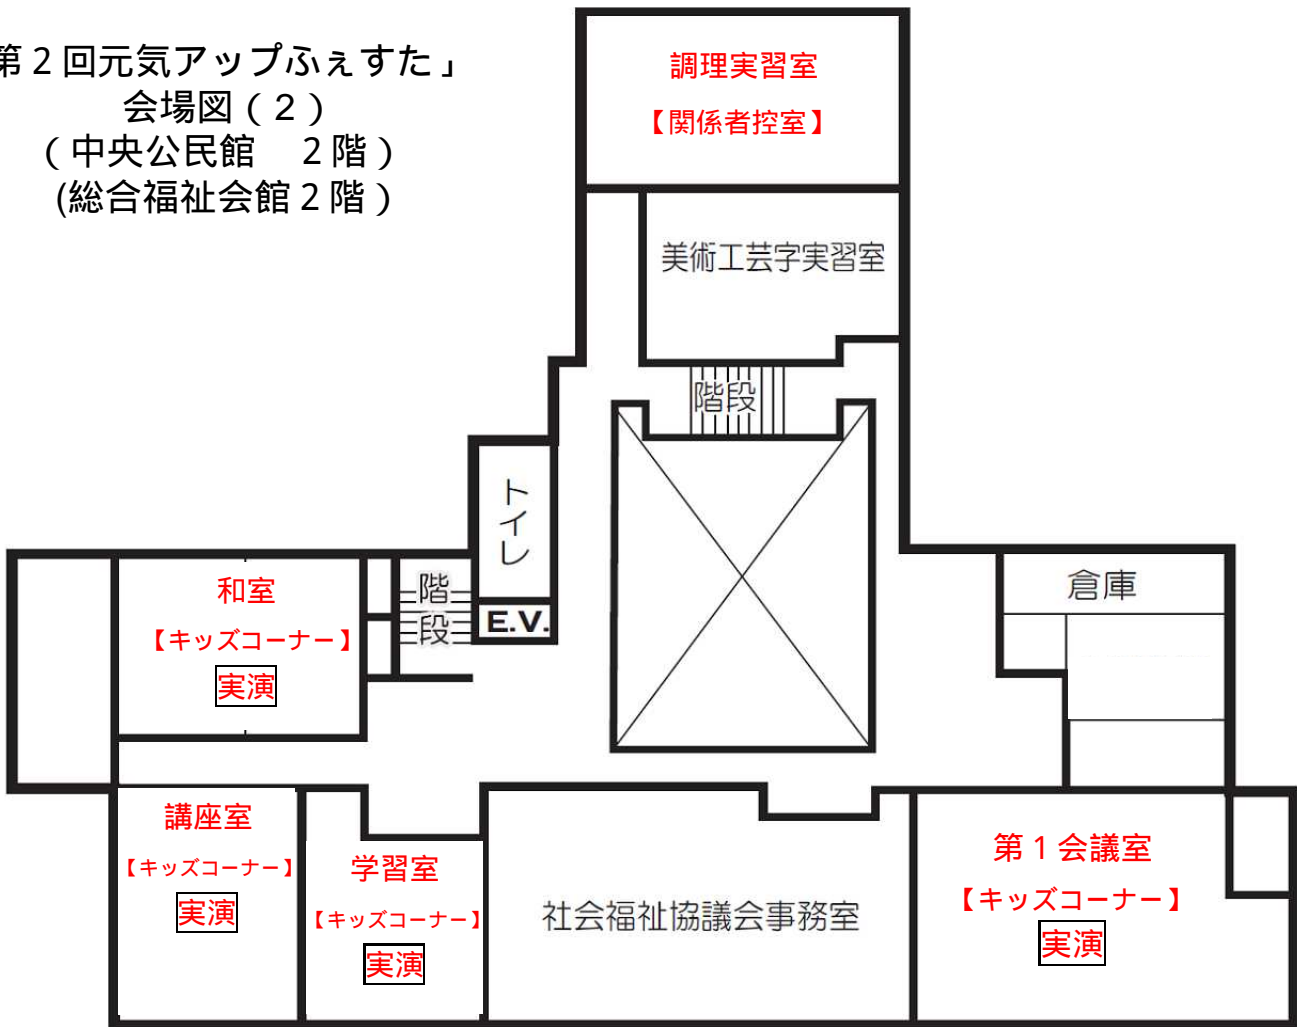 第２回元気アップふぇすた」
会場図（２）
（中央公民館　２階）
(総合福祉会館２階）
調理実習室
【関係者控室】
美術工芸字実習室
階段
トイレ
E.V.
階段
和室
【キッズコーナー】
実演
倉庫
講座室
【キッズコーナー】
実演
学習室
【キッズコーナー】
実演
社会福祉協議会事務室
第１会議室
【キッズコーナー】
実演